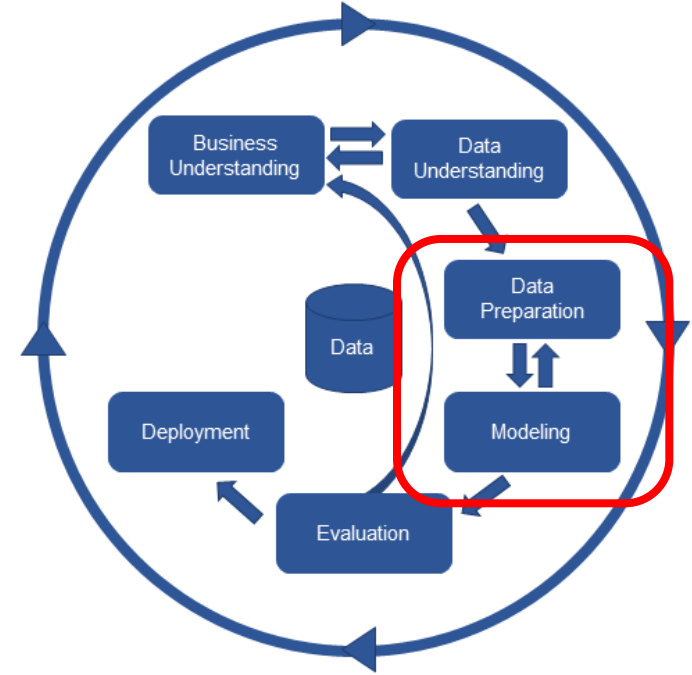 Business
Understanding
Data
Understanding
Data
Preparation
Data
Deployment
Modeling
Evaluation